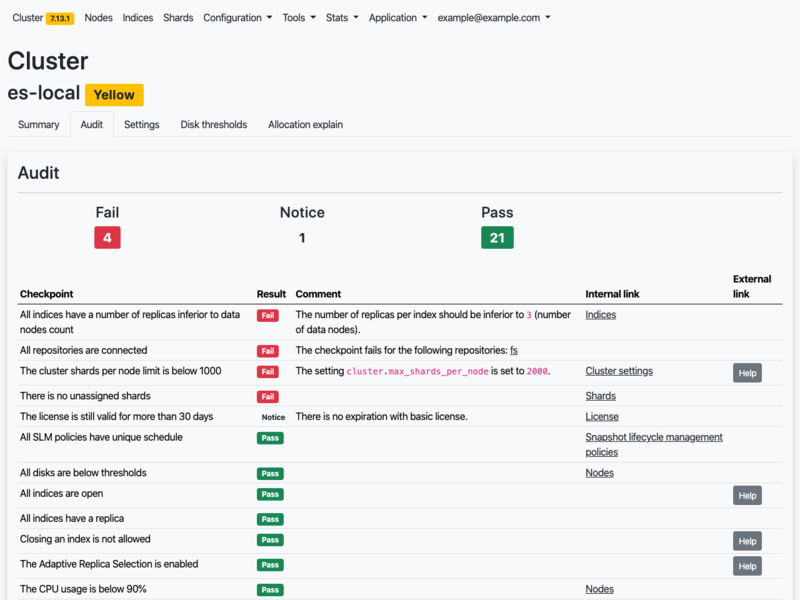 Cluster 7.13.1 Nodes Indices Shards Configuration Tools Stats Application example@example.com
Cluster
es-local Yellow
Summary Audit Settings Disk thresholds Allocation explain
Audit
Fail Notice Pass
4 1 21
Checkpoint Result Comment Internal link External link
All indices have a number of replicas inferior to data Fail The number of replicas per index should be inferior to 3 (number Indices
nodes count of data nodes).
All repositories are connected Fail The checkpoint fails for the following repositories: fs
The cluster shards per node limit is below 1000 Fail The setting cluster.max_shards_per_node is set to 2000. Cluster settings Help
There is no unassigned shards Fail Shards
The license is still valid for more than 30 days Notice There is no expiration with basic license. License
All SLM policies have unique schedule Pass Snapshot lifecycle management
policies
All disks are below thresholds Pass Nodes
All indices are open Pass Help
All indices have a replica Pass
Closing an index is not allowed Pass Help
The Adaptive Replica Selection is enabled Pass Help
The CPU usage is below 90% Pass Nodes